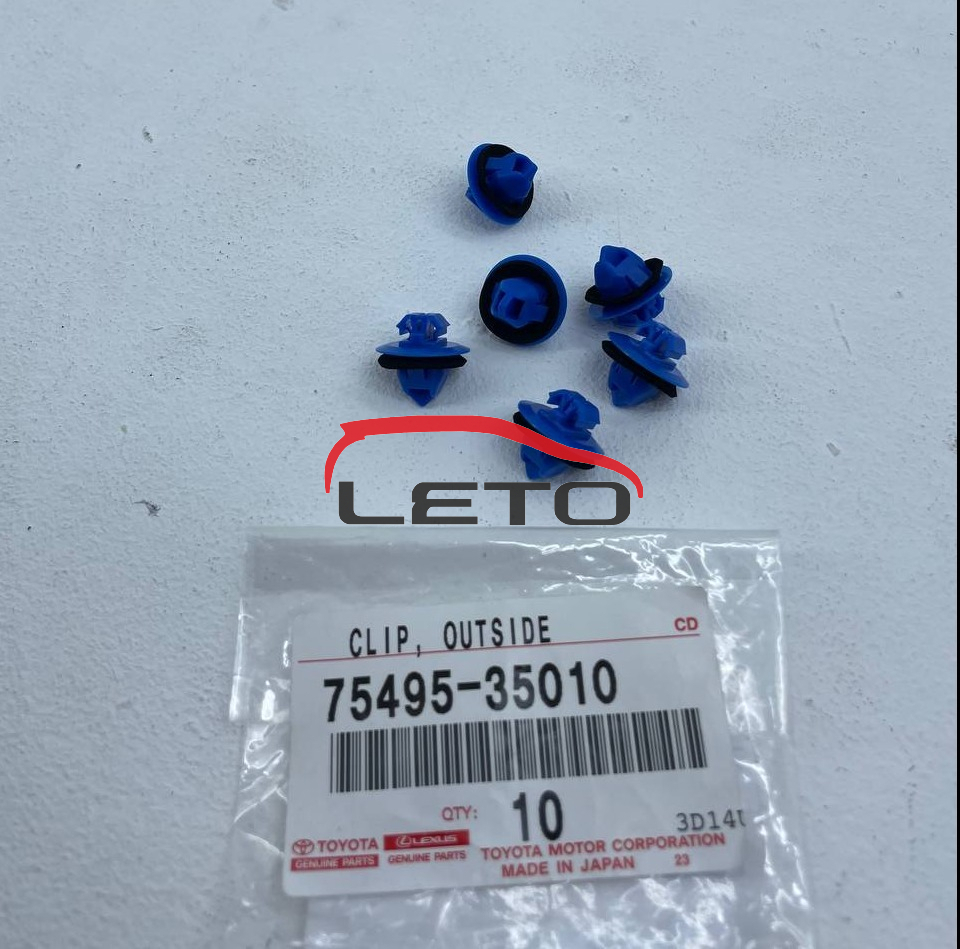 LETO
CLIP, OUTSIDE
CD
75495-35010
QTY: 10
3D14
TOYOTA
GENUINE PARTS
LEXUS
GENUINE PARTS
TOYOTA MOTOR CORPORATION
MADE IN JAPAN 23